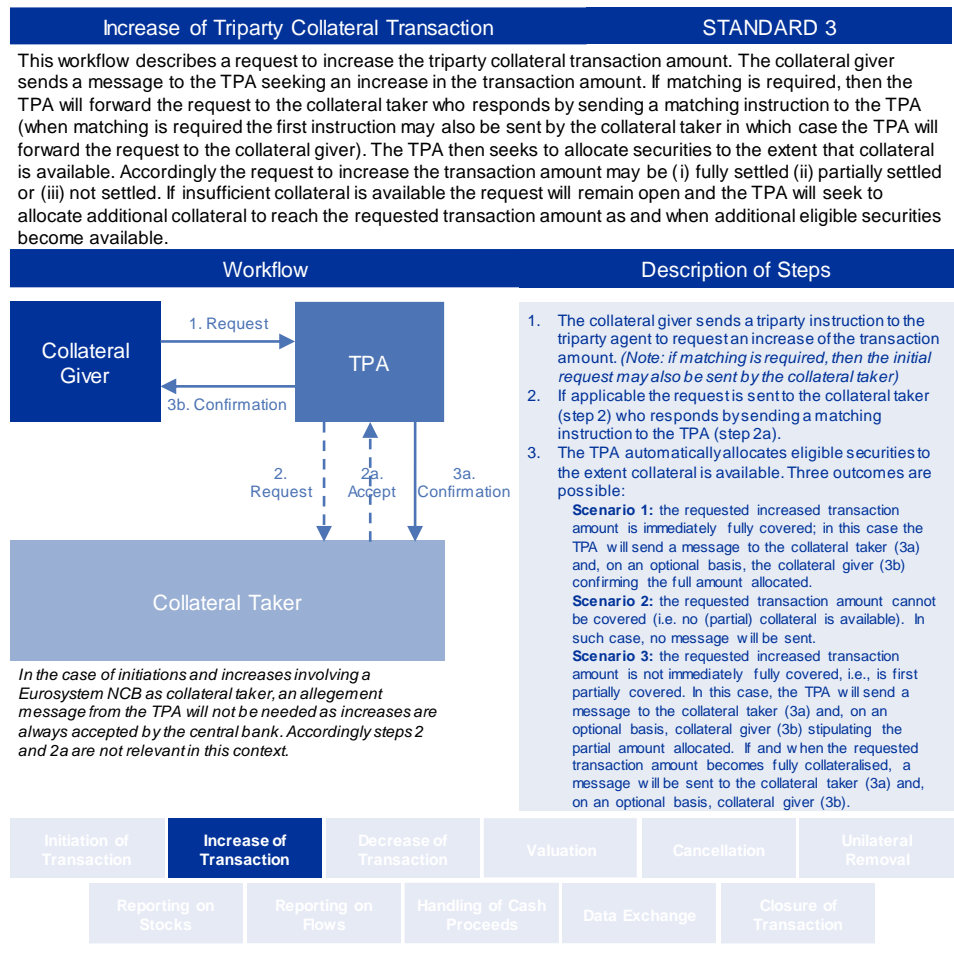 Increase of Triparty Collateral Transaction
STANDARD 3
This workflow describes a request to increase the triparty collateral transaction amount. The collateral giver
sends a message to the TPA seeking an increase in the transaction amount. If matching is required, then the
TPA will forward the request to the collateral taker who responds by sending a matching instruction to the TPA
(when matching is required the first instruction may also be sent by the collateral taker in which case the TPA will
forward the request to the collateral giver). The TPA then seeks to allocate securities to the extent that collateral
is available. Accordingly the request to increase the transaction amount may be (i) fully settled (ii) partially settled
or (iii) not settled. If insufficient collateral is available the request will remain open and the TPA will seek to
allocate additional collateral to reach the requested transaction amount as and when additional eligible securities
become available.
Workflow
Collateral
Giver
1. Request
TPA
3b. Confirmation
2.
Request
2a.
Accept
3a.
Confirmation
Collateral Taker
In the case of initiations and increases involving a
Eurosystem NCB as collateral taker, an allegement
message from the TPA will not be needed as increases are
always accepted by the central bank. Accordingly steps 2
and 2a are not relevant in this context.
Description of Steps
1. The collateral giver sends a triparty instruction to the
triparty agent to request an increase of the transaction
amount. (Note: if matching is required, then the initial
request may also be sent by the collateral taker)
2. If applicable the request is sent to the collateral taker
(step 2) who responds by sending a matching
instruction to the TPA (step 2a).
3. The TPA automatically allocates eligible securities to
the extent collateral is available. Three outcomes are
possible:
Scenario 1: the requested increased transaction
amount is immediately fully covered; in this case the
TPA will send a message to the collateral taker (3a)
and, on an optional basis, the collateral giver (3b)
confirming the full amount allocated.
Scenario 2: the requested transaction amount cannot
be covered (i.e. no (partial) collateral is available). In
such case, no message will be sent.
Scenario 3: the requested increased transaction
amount is not immediately fully covered, i.e., is first
partially covered. In this case, the TPA will send a
message to the collateral taker (3a) and, on an
optional basis, collateral giver (3b) stipulating the
partial amount allocated. If and when the requested
transaction amount becomes fully collateralised, a
message will be sent to the collateral taker (3a) and,
on an optional basis, collateral giver (3b).
Initiation of
Transaction
Increase of
Transaction
Decrease of
Transaction
Valuation
Cancellation
Unilateral
Removal
Reporting on
Stocks
Reporting on
Flows
Handling of Cash
Proceeds
Data Exchange
Closure of
Transaction